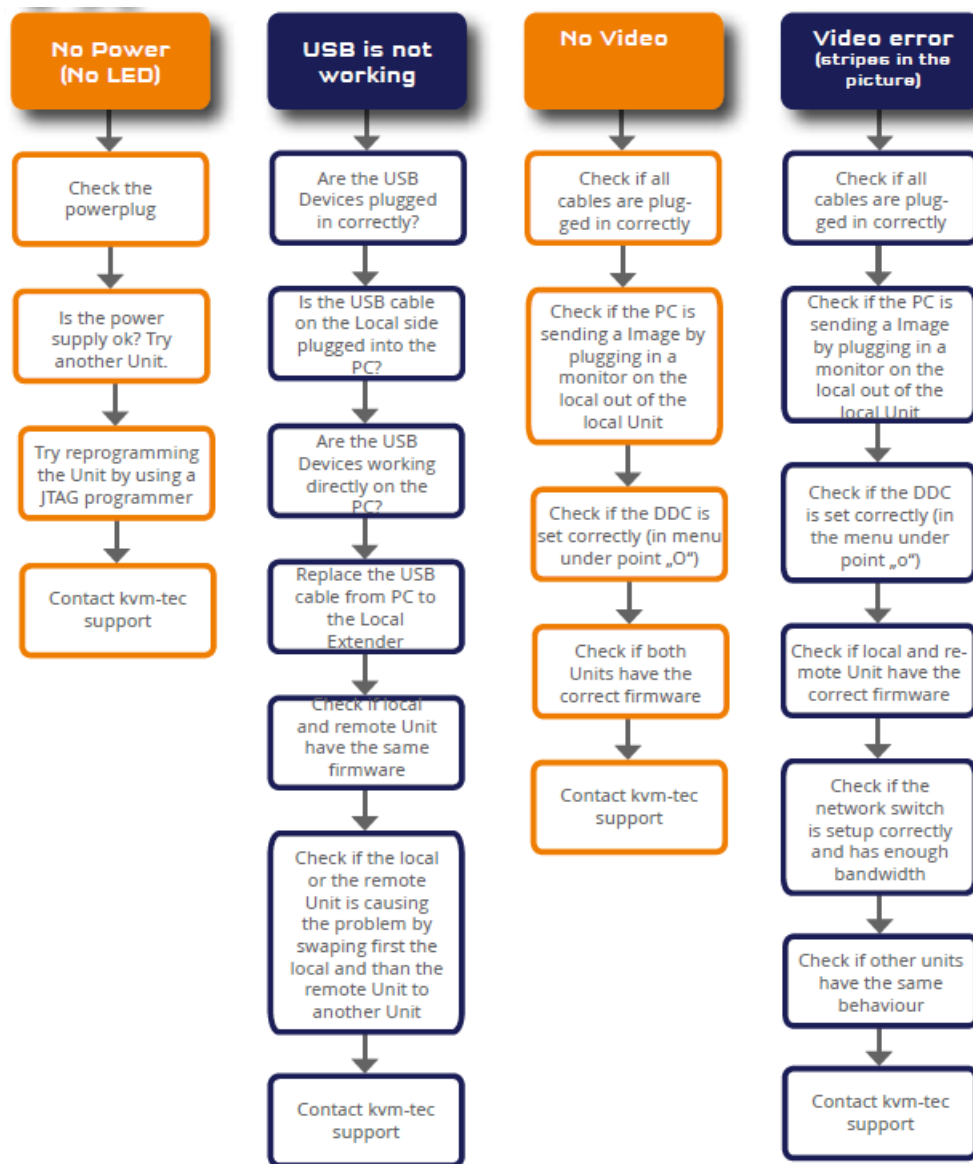 No Power
(No LED)
Check the
powerplug
Is the power
supply ok? Try
another Unit.
Try reprogramming
the Unit by using a
JTAG programmer
Contact kvm-tec
support
USB is not
working
Are the USB
Devices plugged
in correctly?
Is the USB cable
on the Local side
plugged into the
PC?
Are the USB
Devices working
directly on the
PC?
Replace the USB
cable from PC to
the Local
Extender
Check if local
and remote Unit
have the same
firmware
Check if the local
or the remote
Unit is causing
the problem by
swaping first the
local and than the
remote Unit to
another Unit
Contact kvm-tec
support
No Video
Check if all
cables are plug-
ged in correctly
Check if the PC is
sending a Image by
plugging in a
monitor on the
local out of the
local Unit
Check if the DDC is
set correctly (in menu
under point „O“)
Check if both
Units have the
correct firmware
Contact kvm-tec
support
Video error
(stripes in the
picture)
Check if all
cables are plug-
ged in correctly
Check if the PC is
sending a Image
by plugging in a
monitor on the
local out of the
local Unit
Check if the DDC
is set correctly (in
the menu under
point „o“)
Check if local and re-
mote Unit have the
correct firmware
Check if the
network switch
is setup correctly
and has enough
bandwidth
Check if other units
have the same
behaviour
Contact kvm-tec
support